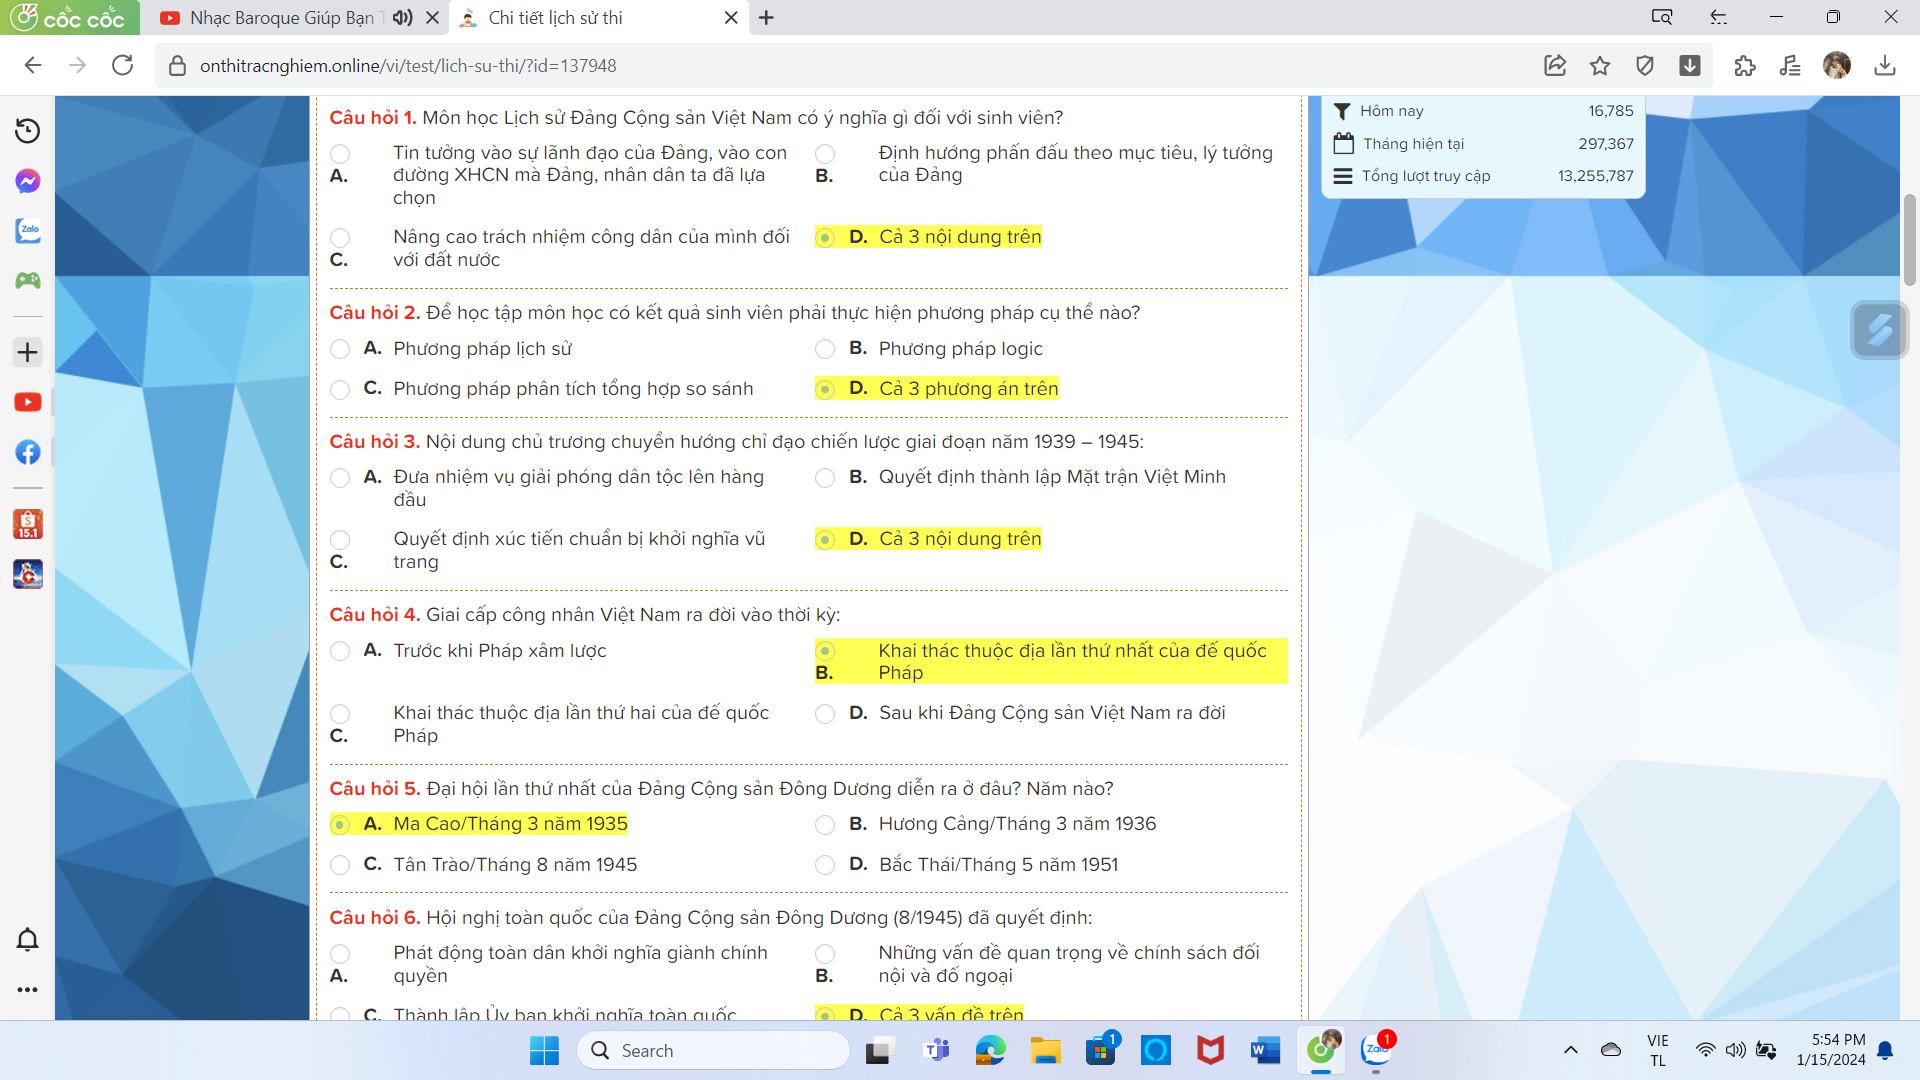 cốc cốc
Nhạc Baroque Giúp Bạn T
Chi tiết lịch sử thi
onthitracnghiem.online/vi/test/lich-su-thi/?id=137948
Câu hỏi 1. Môn học Lịch sử Đảng Cộng sản Việt Nam có ý nghĩa gì đối với sinh viên?
A. Tin tưởng vào sự lãnh đạo của Đảng, vào con
đường XHCN mà Đảng, nhân dân ta đã lựa
chọn
B. Định hướng phấn đấu theo mục tiêu, lý tưởng
của Đảng
C. Nâng cao trách nhiệm công dân của mình đối
với đất nước
D. Cả 3 nội dung trên
Câu hỏi 2. Để học tập môn học có kết quả sinh viên phải thực hiện phương pháp cụ thể nào?
A. Phương pháp lịch sử
B. Phương pháp logic
C. Phương pháp phân tích tổng hợp so sánh
D. Cả 3 phương án trên
Câu hỏi 3. Nội dung chủ trương chuyển hướng chỉ đạo chiến lược giai đoạn năm 1939 – 1945:
A. Đưa nhiệm vụ giải phóng dân tộc lên hàng
đầu
B. Quyết định thành lập Mặt trận Việt Minh
C. Quyết định xúc tiến chuẩn bị khởi nghĩa vũ
trang
D. Cả 3 nội dung trên
Câu hỏi 4. Giai cấp công nhân Việt Nam ra đời vào thời kỳ:
A. Trước khi Pháp xâm lược
B. Khai thác thuộc địa lần thứ nhất của đế quốc
Pháp
C. Khai thác thuộc địa lần thứ hai của đế quốc
Pháp
D. Sau khi Đảng Cộng sản Việt Nam ra đời
Câu hỏi 5. Đại hội lần thứ nhất của Đảng Cộng sản Đông Dương diễn ra ở đâu? Năm nào?
A. Ma Cao/Tháng 3 năm 1935
B. Hương Cảng/Tháng 3 năm 1936
C. Tân Trào/Tháng 8 năm 1945
D. Bắc Thái/Tháng 5 năm 1951
Câu hỏi 6. Hội nghị toàn quốc của Đảng Cộng sản Đông Dương (8/1945) đã quyết định:
A. Phát động toàn dân khởi nghĩa giành chính
quyền
B. Những vấn đề quan trọng về chính sách đối
nội và đố ngoại
C. Thành lập Ủy ban khởi nghĩa toàn quốc
D. Cả 3 vấn đề trên
Hôm nay 16,785
Tháng hiện tại 297,367
Tổng lượt truy cập 13,255,787
Zalo
15.1
Search
1
Zalo
1
VIE
TL
5:54 PM
1/15/2024